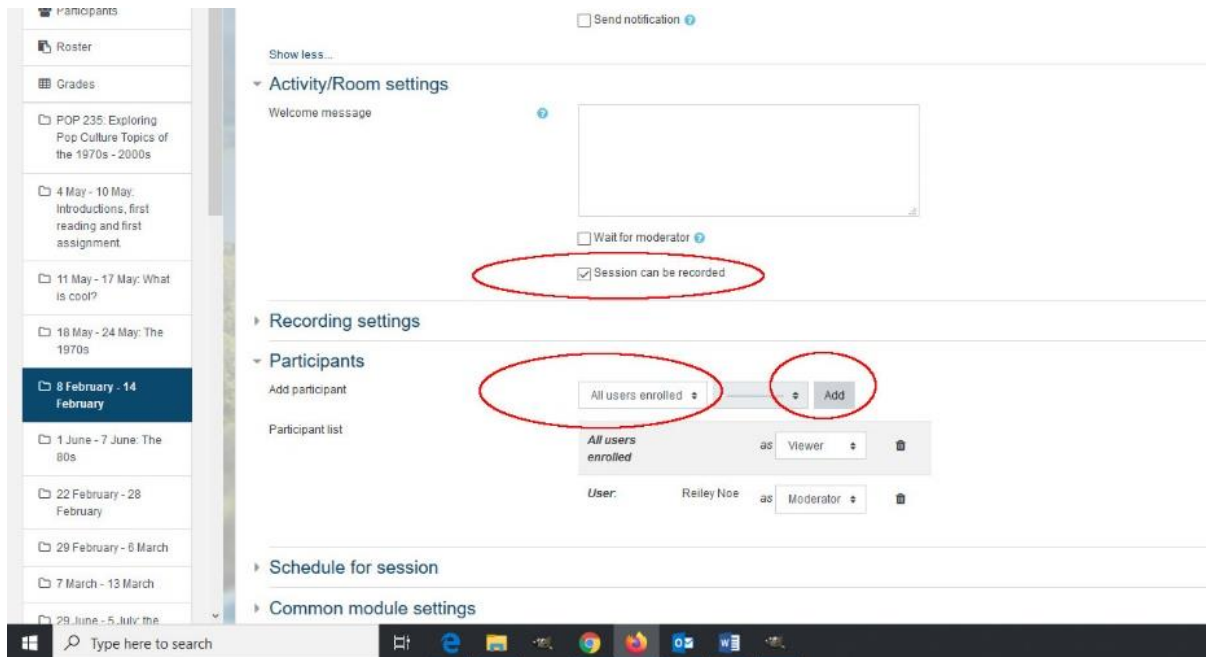 Participants
Roster
Grades
POP 235: Exploring
Pop Culture Topics of
the 1970s - 2000s
4 May - 10 May:
Introductions, first
reading and first
assignment.
11 May - 17 May: What
is cool?
18 May - 24 May: The
1970s
8 February - 14
February
1 June - 7 June: The
80s
22 February - 28
February
29 February - 6 March
7 March - 13 March
29 June - 5 July: the
Send notification
Show less...
Activity/Room settings
Welcome message
Wait for moderator
Session can be recorded
Recording settings
Participants
Add participant
All users enrolled
Add
Participant list
All users
enrolled
as Viewer
User: Reiley Noe as Moderator
Schedule for session
Common module settings
Type here to search